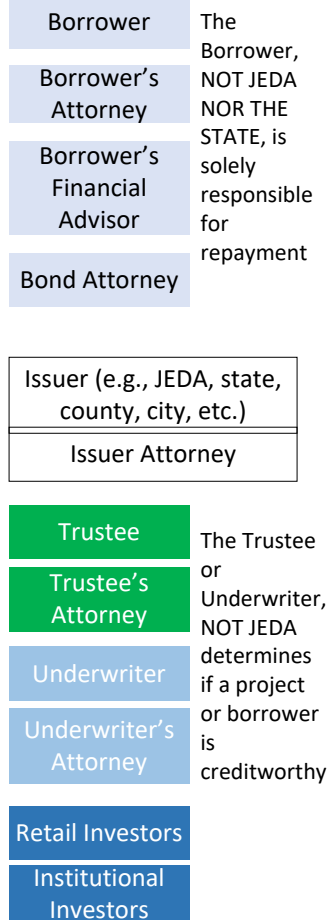 Borrower
Borrower’s
Attorney
Borrower’s
Financial
Advisor
Bond Attorney
The
Borrower,
NOT JEDA
NOR THE
STATE, is
solely
responsible
for
repayment
Issuer (e.g., JEDA, state,
county, city, etc.)
Issuer Attorney
Trustee
Trustee’s
Attorney
Underwriter
Underwriter’s
Attorney
The Trustee
or
Underwriter,
NOT JEDA
determines
if a project
or borrower
is
creditworthy
Retail Investors
Institutional
Investors